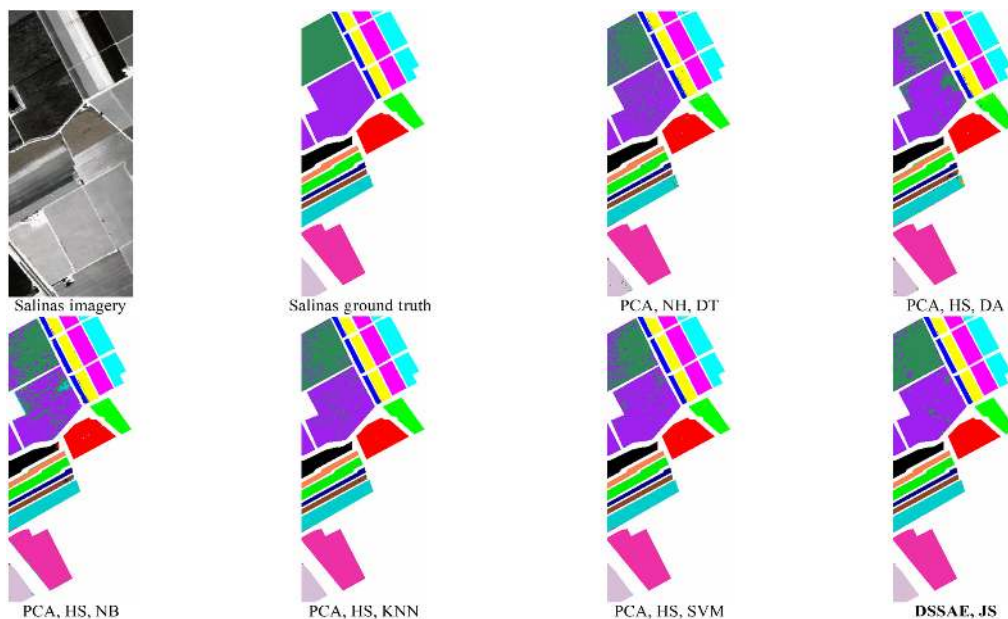 Salinas imagery
Salinas ground truth
PCA, NH, DT
PCA, HS, DA
PCA, HS, NB
PCA, HS, KNN
PCA, HS, SVM
DSSAE, JS